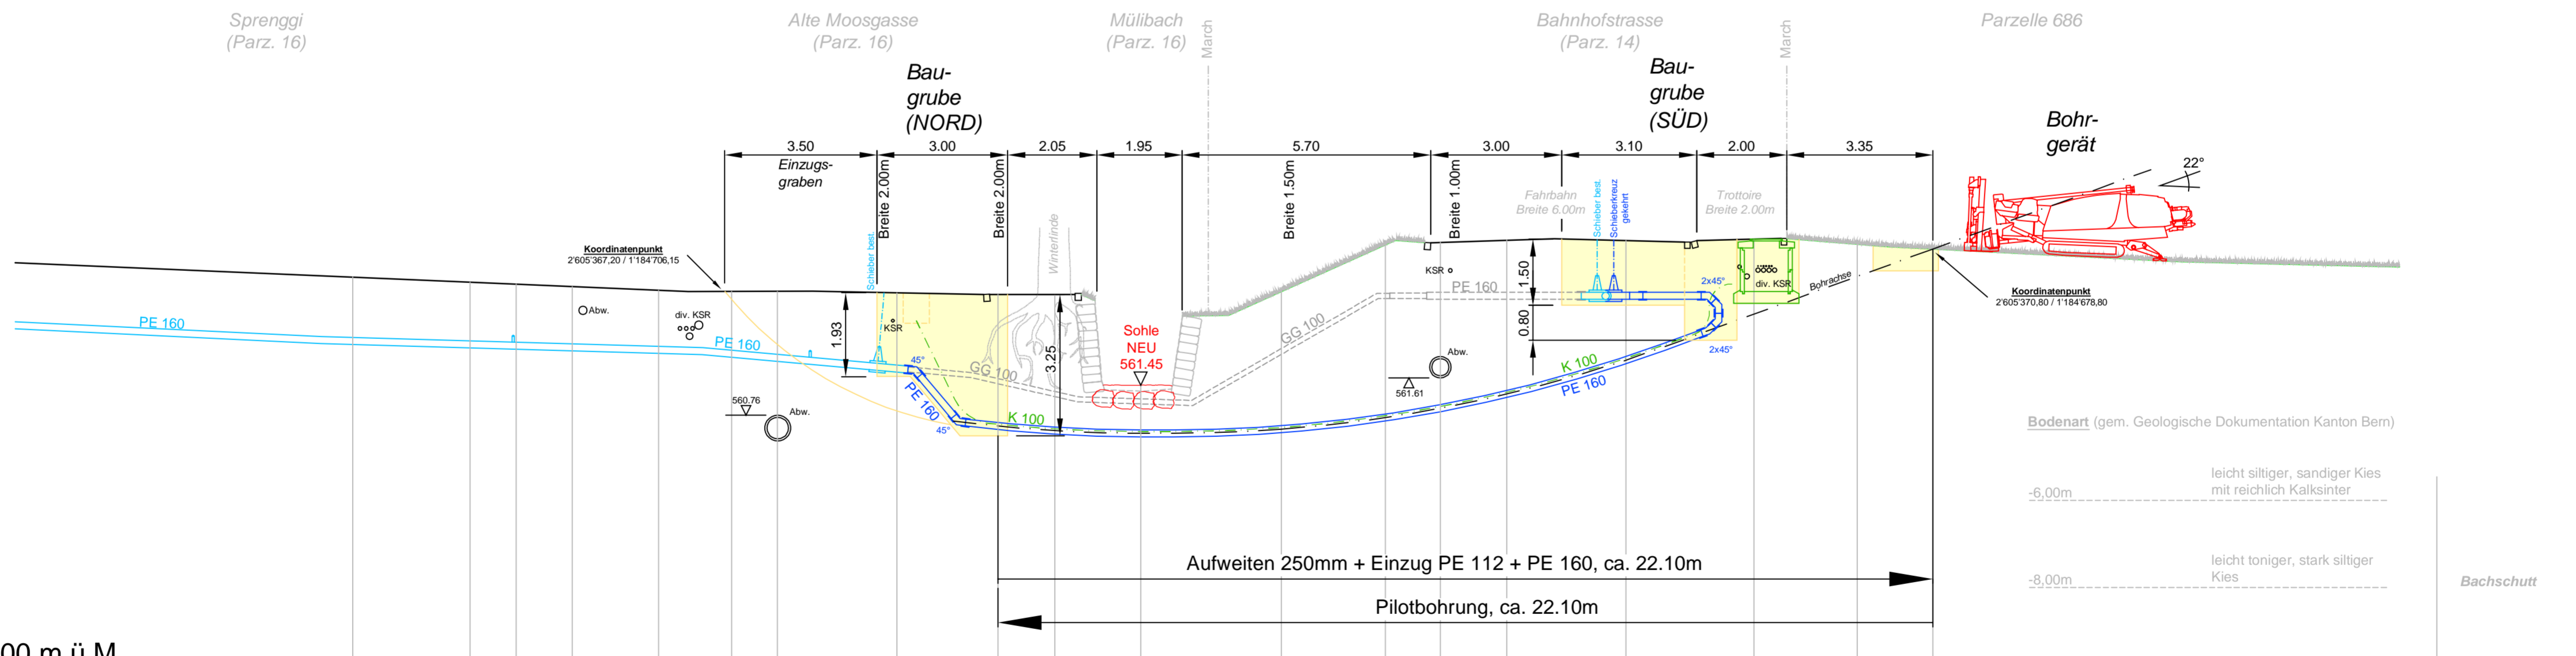 Sprenggi
(Parz. 16)
Alte Moosgasse
(Parz. 16)
Mülibach
(Parz. 16)
March
Bahnhofstrasse
(Parz. 14)
March
Parzelle 686
Bau-
grube
(NORD)
Bau-
grube
(SÜD)
Bohr-
gerät
22°
3.50
3.00
2.05
1.95
5.70
3.00
3.10
2.00
3.35
Einzugs-
graben
Breite 2.00m
Breite 2.00m
Breite 1.50m
Breite 1.00m
Fahrbahn
Breite 6.00m
Trottoire
Breite 2.00m
Schieber best.
Schieberkreuz
gekehrt
Schieber best.
Winterlinde
Koordinatenpunkt
2'605'367,20 / 1'184'706,15
Koordinatenpunkt
2'605'370,80 / 1'184'678,80
Abw.
div. KSR
KSR
KSR
div. KSR
Bohrachse
PE 160
PE 160
PE 160
1.93
3.25
1.50
0.80
45°
45°
PE 160
GG 100
GG 100
K 100
K 100
PE 160
2x45°
2x45°
Sohle
NEU
561.45
560.76
Abw.
Abw.
561.61
Aufweiten 250mm + Einzug PE 112 + PE 160, ca. 22.10m
Pilotbohrung, ca. 22.10m
Bodenart (gem. Geologische Dokumentation Kanton Bern)
leicht siltiger, sandiger Kies
mit reichlich Kalksinter
-6,00m
leicht toniger, stark siltiger
Kies
-8,00m
Bachschutt
00 m ü M